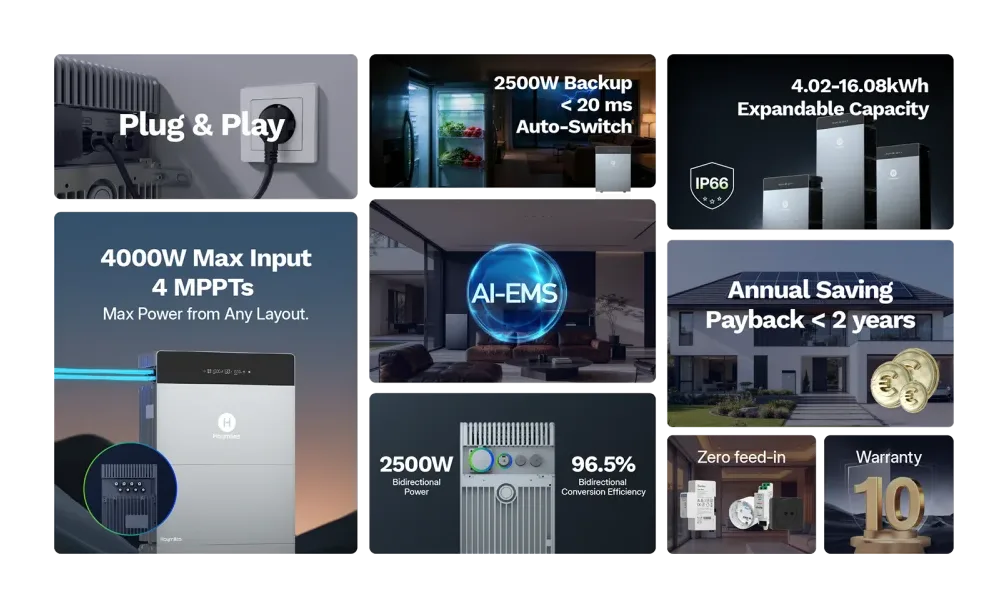 Plug & Play
2500W Backup
< 20 ms
Auto-Switch
4.02-16.08kWh
Expandable Capacity
IP66
4000W Max Input
4 MPPTs
Max Power from Any Layout.
AI-EMS
Annual Saving
Payback < 2 years
2500W
Bidirectional
Power
96.5%
Bidirectional
Conversion Efficiency
Zero feed-in
Warranty
10
H